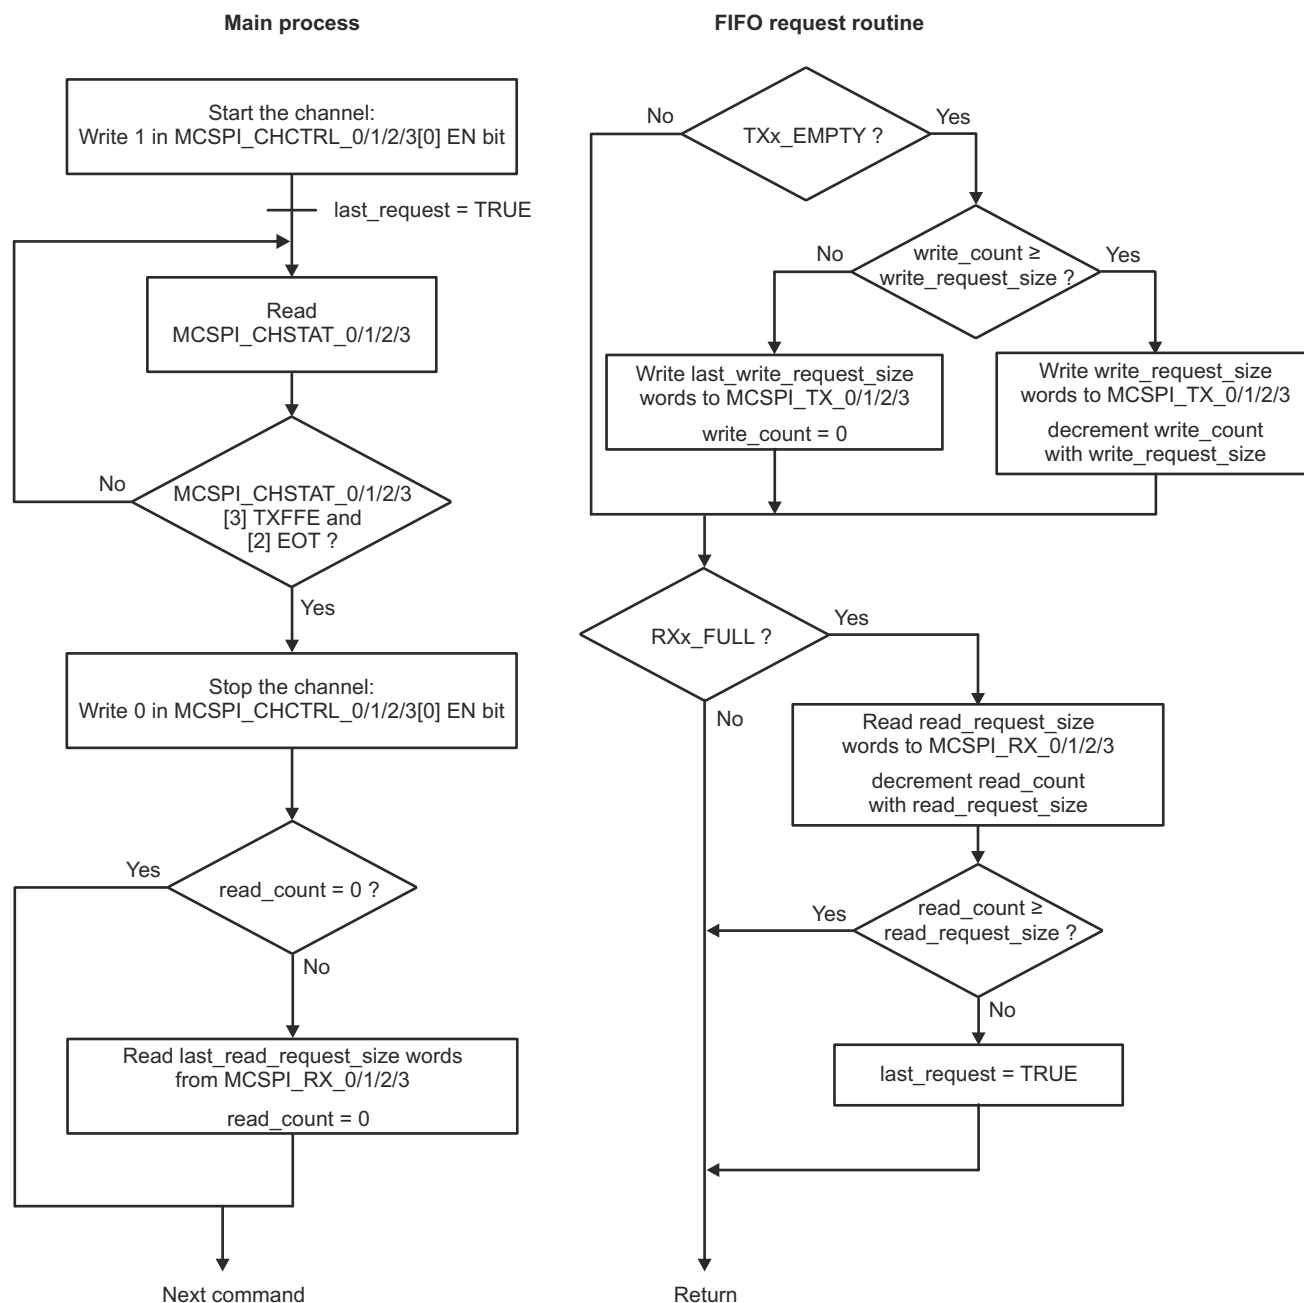 Main process
Start the channel:
Write 1 in MCSPI_CHCTRL_0/1/2/3[0] EN bit
last_request = TRUE
Read
MCSPI_CHSTAT_0/1/2/3
No
MCSPI_CHSTAT_0/1/2/3
[3] TXFFE and
[2] EOT ?
Yes
Stop the channel:
Write 0 in MCSPI_CHCTRL_0/1/2/3[0] EN bit
Yes
read_count = 0 ?
No
Read last_read_request_size words
from MCSPI_RX_0/1/2/3
read_count = 0
Next command
FIFO request routine
No
Yes
TXx_EMPTY ?
No
write_count ≥
write_request_size ?
Yes
Write last_write_request_size
words to MCSPI_TX_0/1/2/3
write_count = 0
Write write_request_size
words to MCSPI_TX_0/1/2/3
decrement write_count
with write_request_size
RXx_FULL ?
Yes
No
Read read_request_size
words to MCSPI_RX_0/1/2/3
decrement read_count
with read_request_size
Yes
read_count ≥
read_request_size ?
No
last_request = TRUE
Return